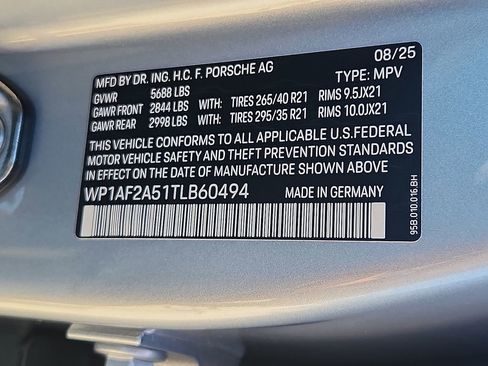 MFD BY DR. ING. H.C. F. PORSCHE AG 08/25
GVWR 5688 LBS TYPE: MPV
GAWR FRONT 2844 LBS WITH: TIRES 265/40 R21 RIMS 9.5JX21
GAWR REAR 2998 LBS WITH: TIRES 295/35 R21 RIMS 10.0JX21
THIS VEHICLE CONFORMS TO ALL APPLICABLE U.S.FEDERAL
MOTOR VEHICLE SAFETY AND THEFT PREVENTION STANDARDS
IN EFFECT ON THE DATE OF MANUFACTURE SHOWN ABOVE
WP1AF2A51TLB60494 GERMANY
95B.010.016.BH